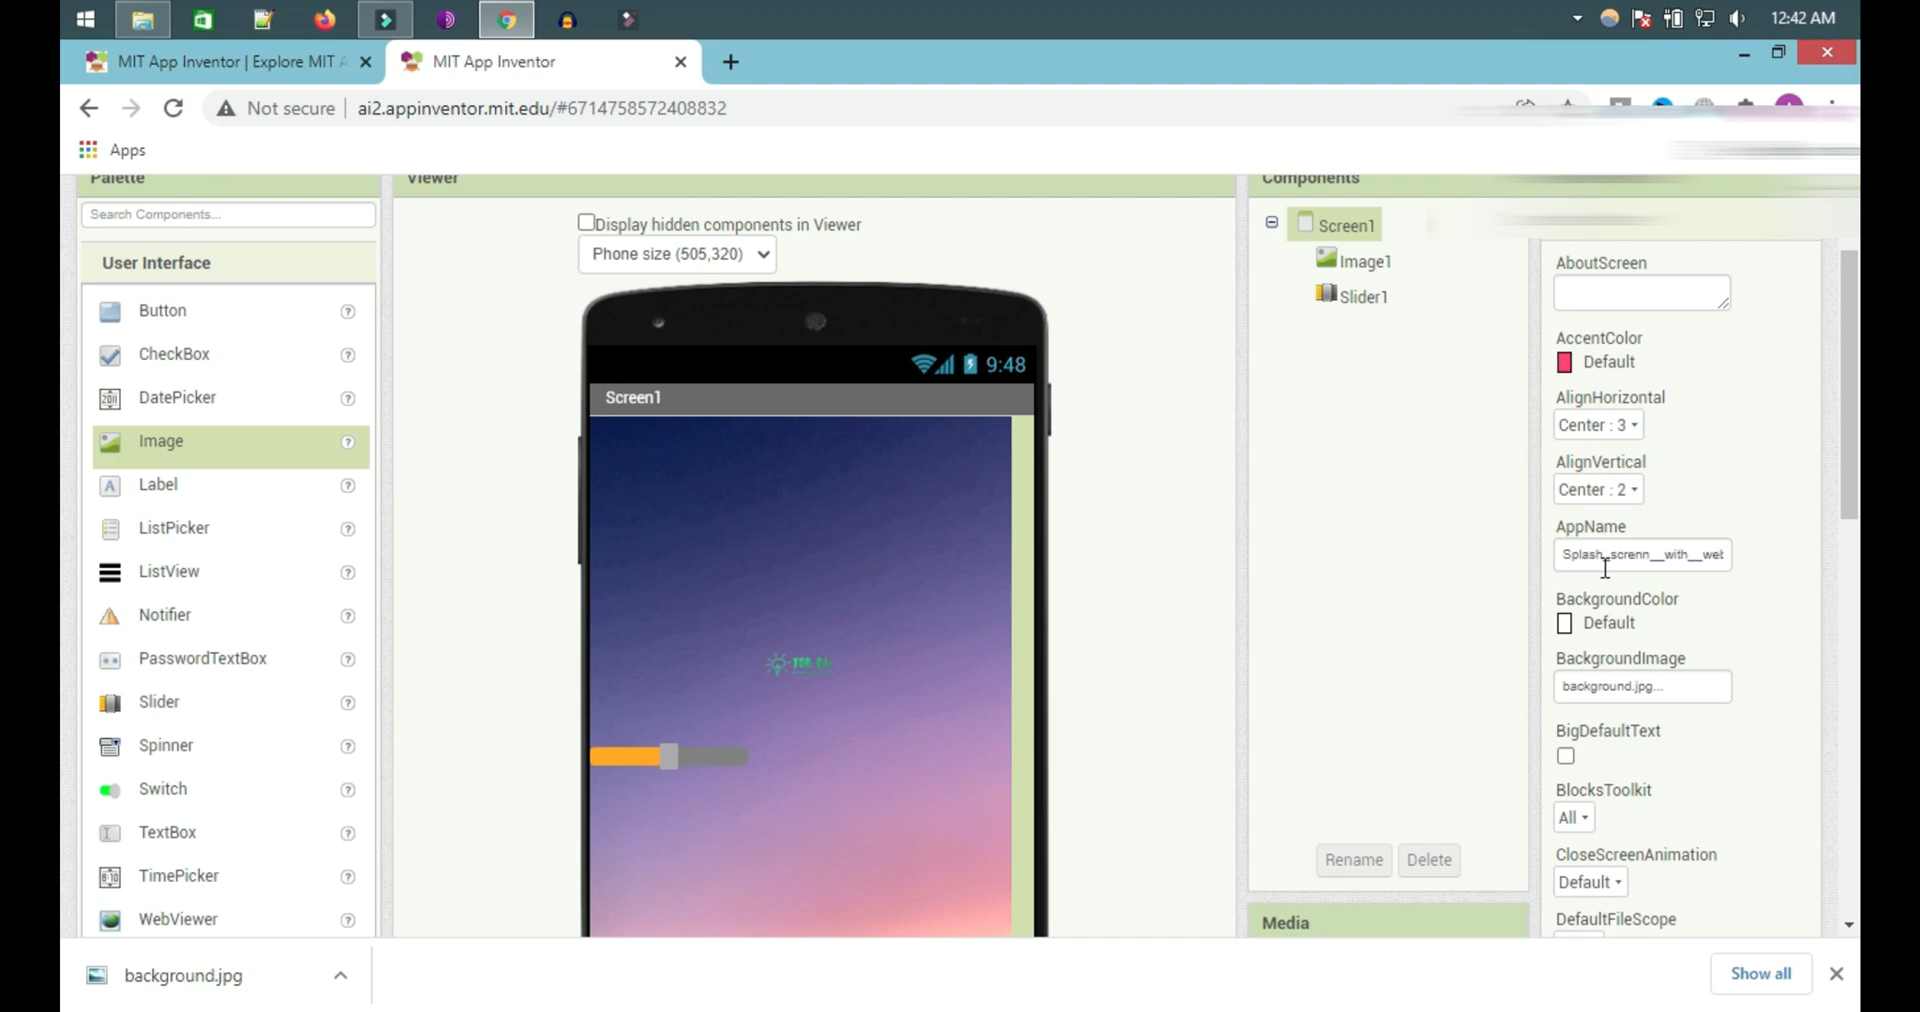 12:42 AM
MIT App Inventor | Explore MIT A
MIT App Inventor
Not secure
ai2.appinventor.mit.edu/#6714758572408832
Apps
Palette
Viewer
Components
Search Components...
User Interface
Button
CheckBox
DatePicker
Image
Label
ListPicker
ListView
Notifier
PasswordTextBox
Slider
Spinner
Switch
TextBox
TimePicker
WebViewer
Display hidden components in Viewer
Phone size (505,320)
9:48
Screen1
Screen1
Image1
Slider1
Rename
Delete
Media
AboutScreen
AccentColor
Default
AlignHorizontal
Center : 3
AlignVertical
Center : 2
AppName
Splash_screnn__with__wet
BackgroundColor
Default
BackgroundImage
background.jpg...
BigDefaultText
BlocksToolkit
All
CloseScreenAnimation
Default
DefaultFileScope
background.jpg
Show all